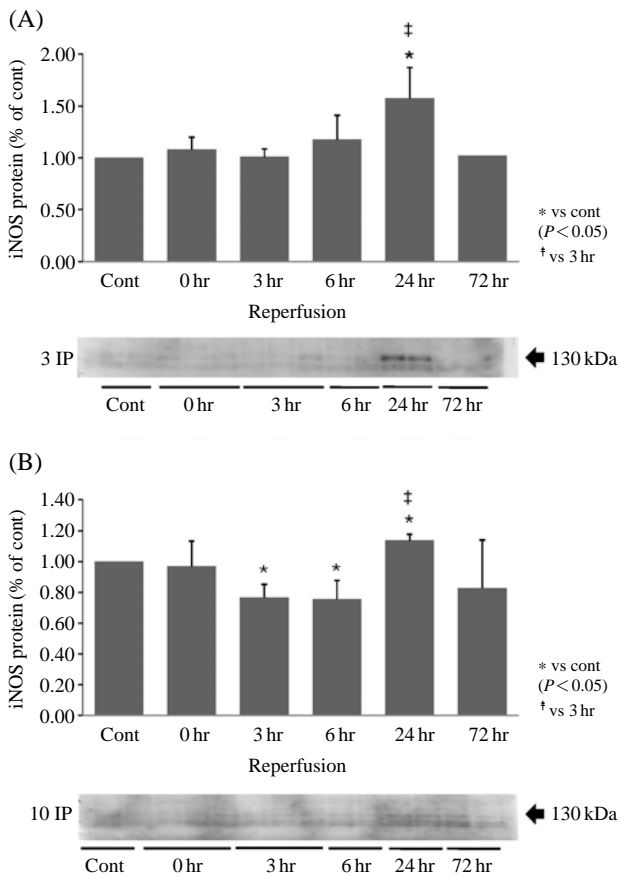 (A)
iNOS protein (% of cont)
2.00
1.50
1.00
0.50
0.00
‡
*
Cont 0 hr 3 hr 6 hr 24 hr 72 hr
Reperfusion
* vs cont
(P < 0.05)
‡ vs 3 hr
3 IP 130 kDa
Cont 0 hr 3 hr 6 hr 24 hr 72 hr
(B)
iNOS protein (% of cont)
1.40
1.20
1.00
0.80
0.60
0.40
0.20
0.00
‡
* * *
Cont 0 hr 3 hr 6 hr 24 hr 72 hr
Reperfusion
* vs cont
(P < 0.05)
‡ vs 3 hr
10 IP 130 kDa
Cont 0 hr 3 hr 6 hr 24 hr 72 hr